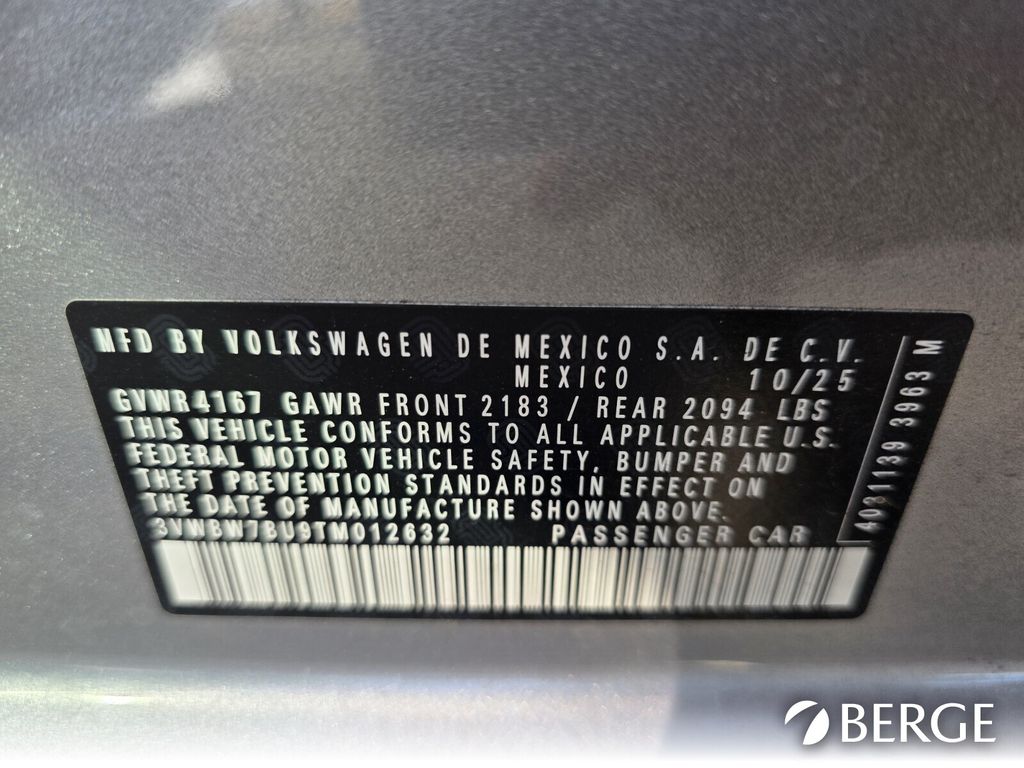 MFD BY VOLKSWAGEN DE MEXICO S.A. DE C.V.
MEXICO 10/25
GVWR4167 GAWR FRONT 2183 / REAR 2094 LBS
THIS VEHICLE CONFORMS TO ALL APPLICABLE U.S.
FEDERAL MOTOR VEHICLE SAFETY, BUMPER AND
THEFT PREVENTION STANDARDS IN EFFECT ON
THE DATE OF MANUFACTURE SHOWN ABOVE.
3VWBW7BU9TM012632 PASSENGER CAR
4031139 3963 M
BERGE